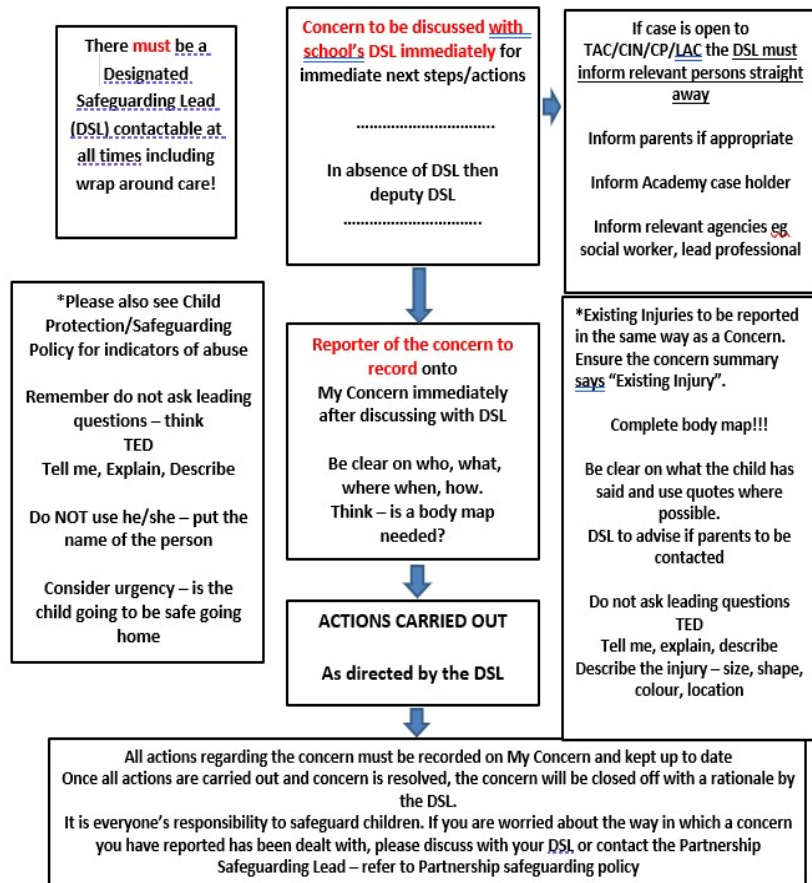 There must be a
Designated
Safeguarding Lead
(DSL) contactable at
all times including
wrap around care!
Concern to be discussed with
school's DSL immediately for
immediate next steps/actions
…………………………..
In absence of DSL then
deputy DSL
…………………………..
If case is open to
TAC/CIN/CP/LAC the DSL must
inform relevant persons straight
away
Inform parents if appropriate
Inform Academy case holder
Inform relevant agencies eg
social worker, lead professional
*Please also see Child
Protection/Safeguarding
Policy for indicators of abuse
Remember do not ask leading
questions – think
TED
Tell me, Explain, Describe
Do NOT use he/she – put the
name of the person
Consider urgency – is the
child going to be safe going
home
Reporter of the concern to
record onto
My Concern immediately
after discussing with DSL
Be clear on who, what,
where when, how.
Think – is a body map
needed?
*Existing Injuries to be reported
in the same way as a Concern.
Ensure the concern summary
says "Existing Injury".
Complete body map!!!
Be clear on what the child has
said and use quotes where
possible.
DSL to advise if parents to be
contacted
Do not ask leading questions
TED
Tell me, explain, describe
Describe the injury – size, shape,
colour, location
ACTIONS CARRIED OUT
As directed by the DSL
All actions regarding the concern must be recorded on My Concern and kept up to date
Once all actions are carried out and concern is resolved, the concern will be closed off with a rationale by
the DSL.
It is everyone's responsibility to safeguard children. If you are worried about the way in which a concern
you have reported has been dealt with, please discuss with your DSL or contact the Partnership
Safeguarding Lead – refer to Partnership safeguarding policy